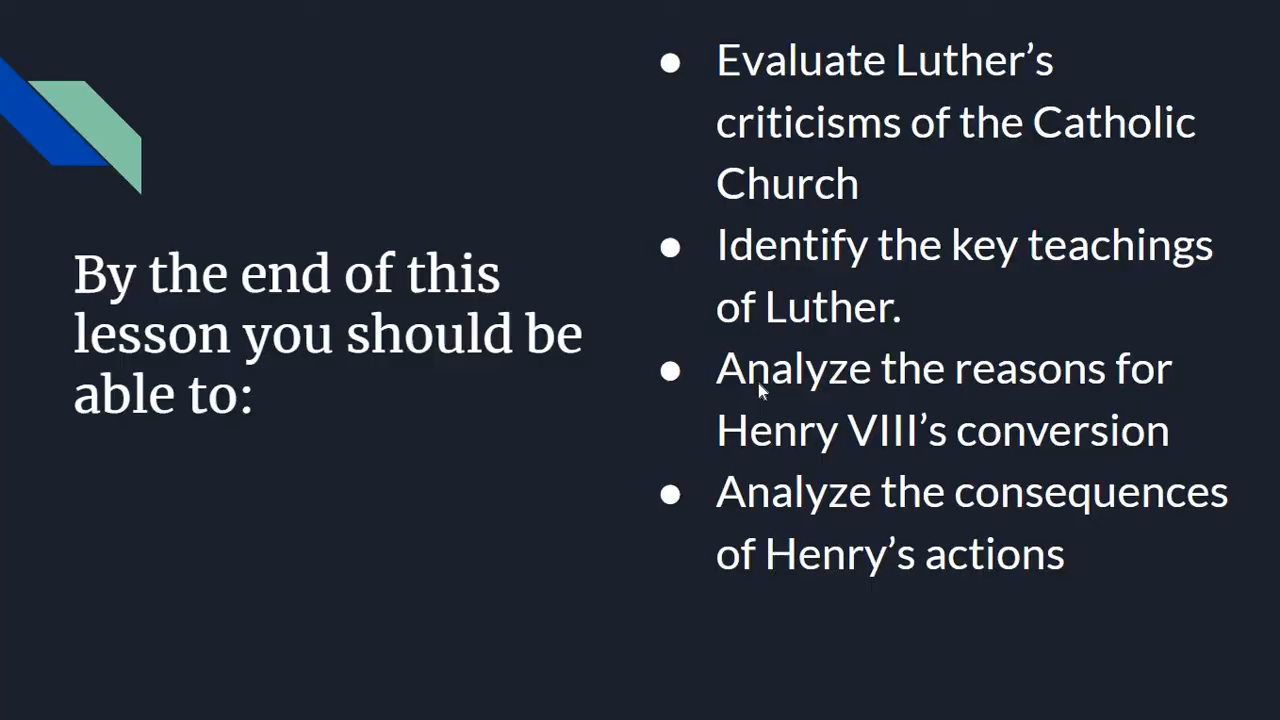 By the end of this
lesson you should be
able to:
● Evaluate Luther’s
criticisms of the Catholic
Church
● Identify the key teachings
of Luther.
● Analyze the reasons for
Henry VIII’s conversion
● Analyze the consequences
of Henry’s actions